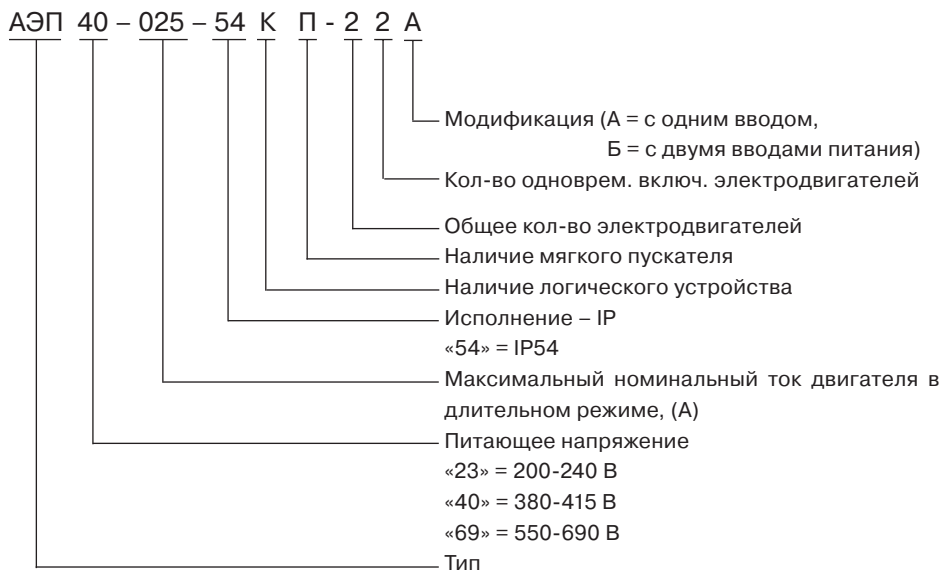 АЭП 40 – 025 – 54 К П - 2 2 А
Модификация (А = с одним вводом,
Б = с двумя вводами питания)
Кол-во одноврем. включ. электродвигателей
Общее кол-во электродвигателей
Наличие мягкого пускателя
Наличие логического устройства
Исполнение – IP
«54» = IP54
Максимальный номинальный ток двигателя в
длительном режиме, (А)
Питающее напряжение
«23» = 200-240 В
«40» = 380-415 В
«69» = 550-690 В
Тип